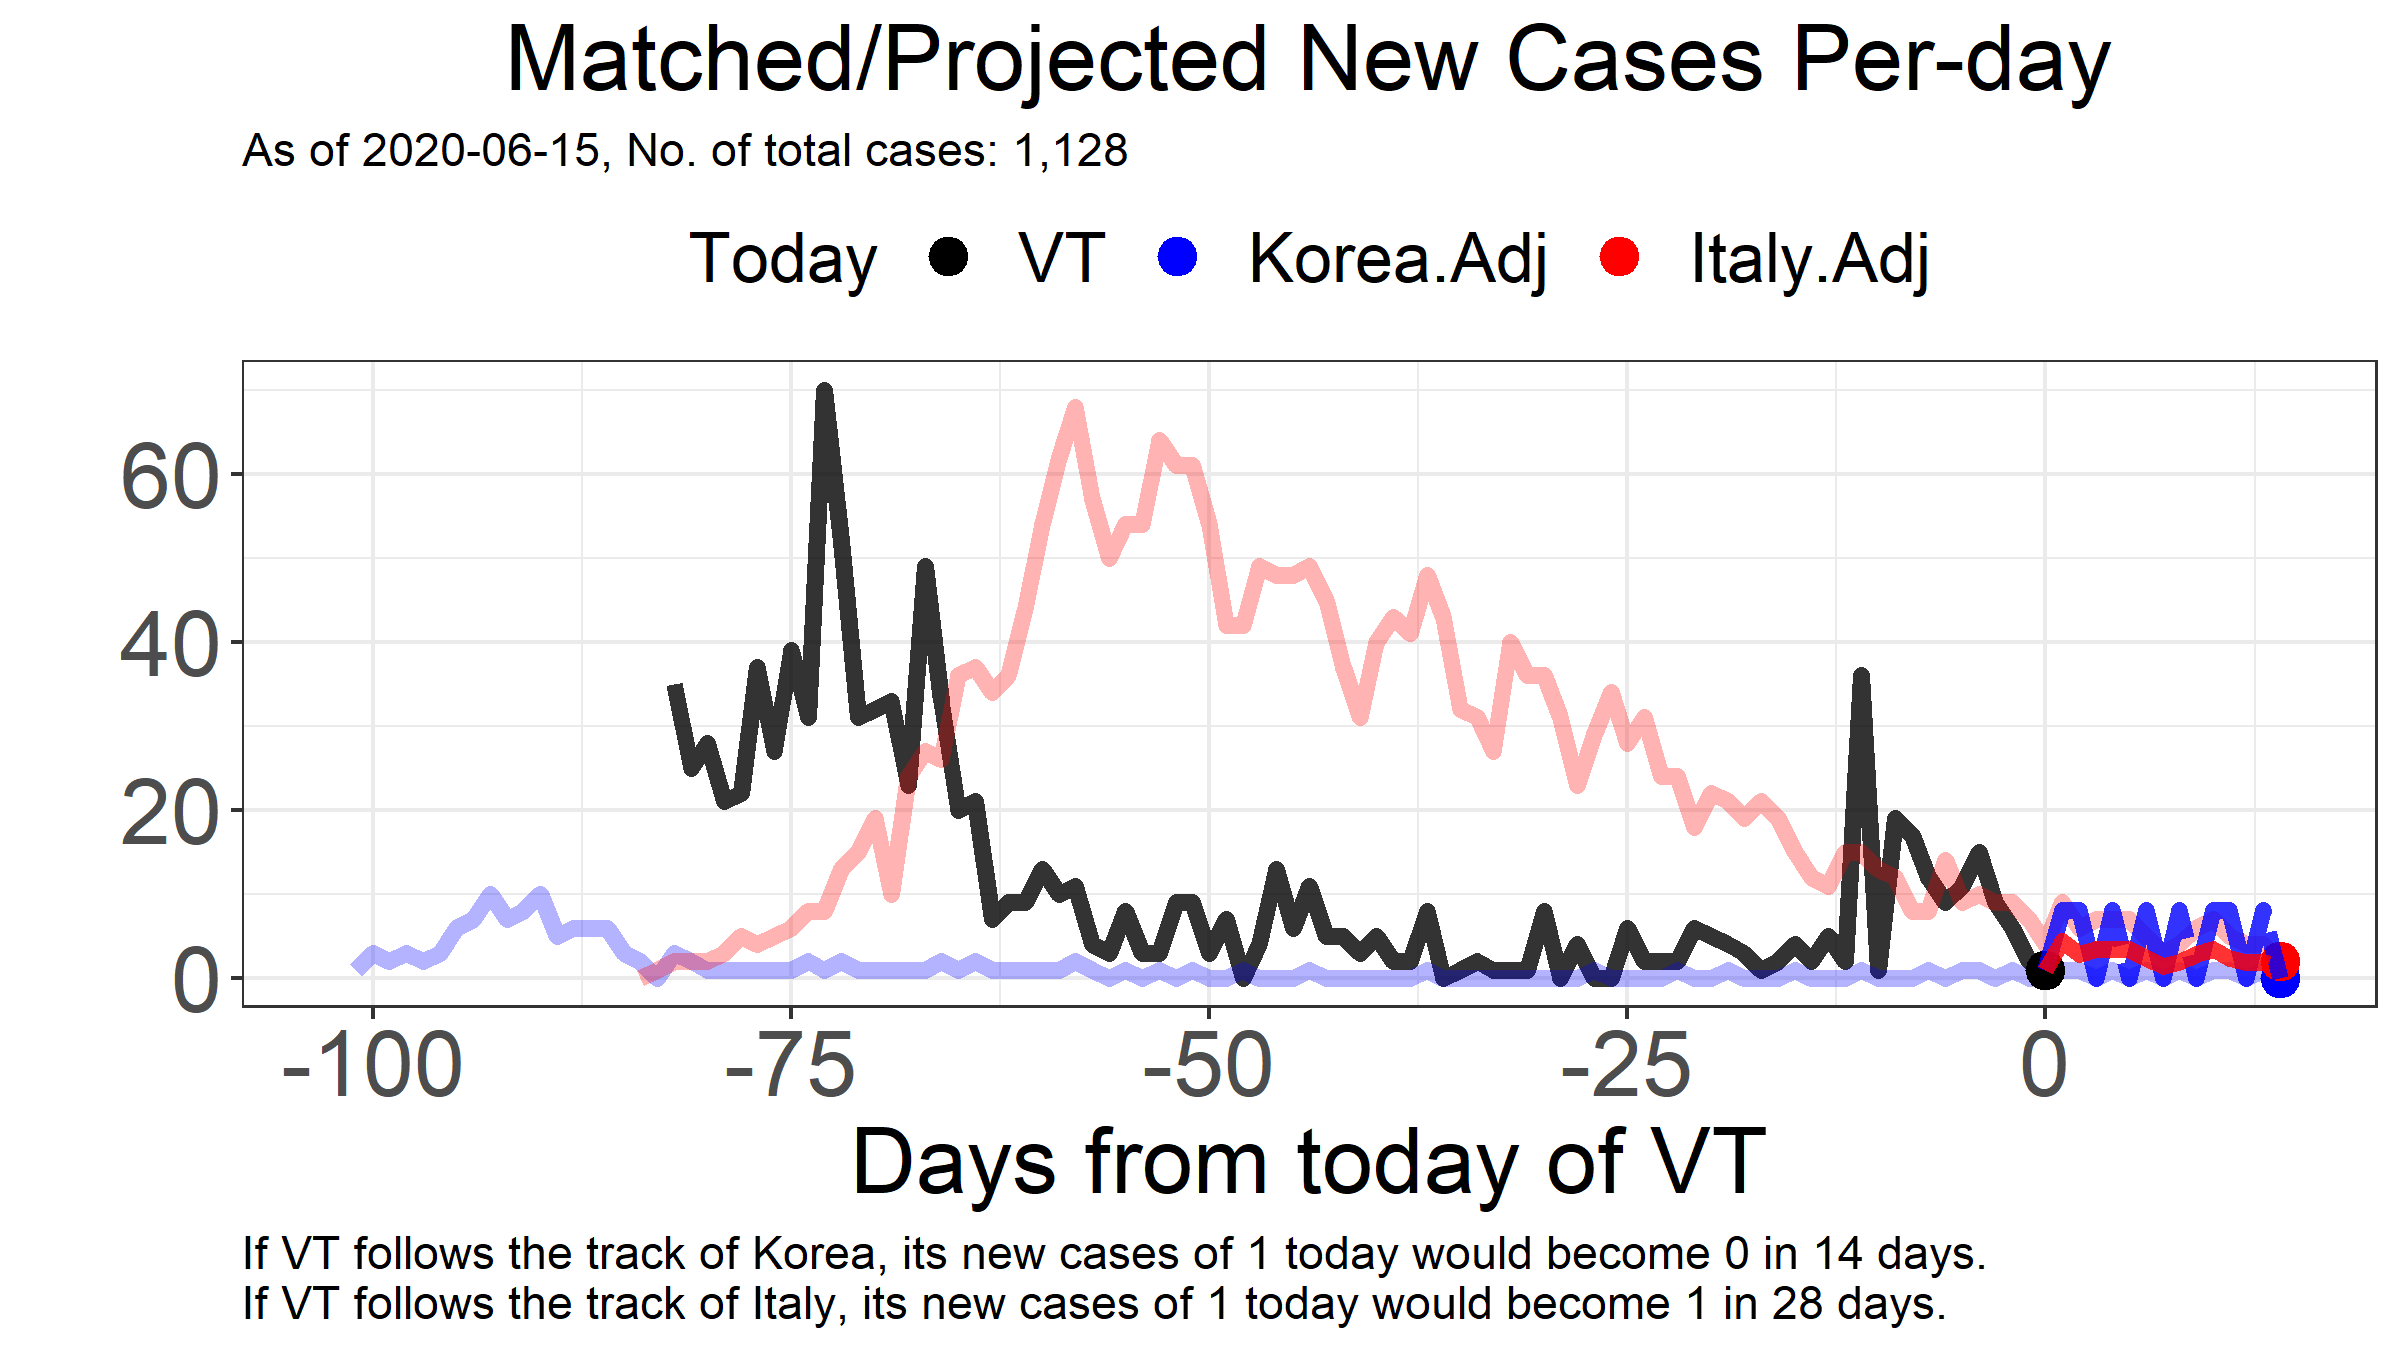 Matched/Projected New Cases Per-day
As of 2020-06-15, No. of total cases: 1,128
Today VT Korea.Adj Italy.Adj
60
40
20
0
-100 -75 -50 -25 0
Days from today of VT
If VT follows the track of Korea, its new cases of 1 today would become 0 in 14 days.
If VT follows the track of Italy, its new cases of 1 today would become 1 in 28 days.